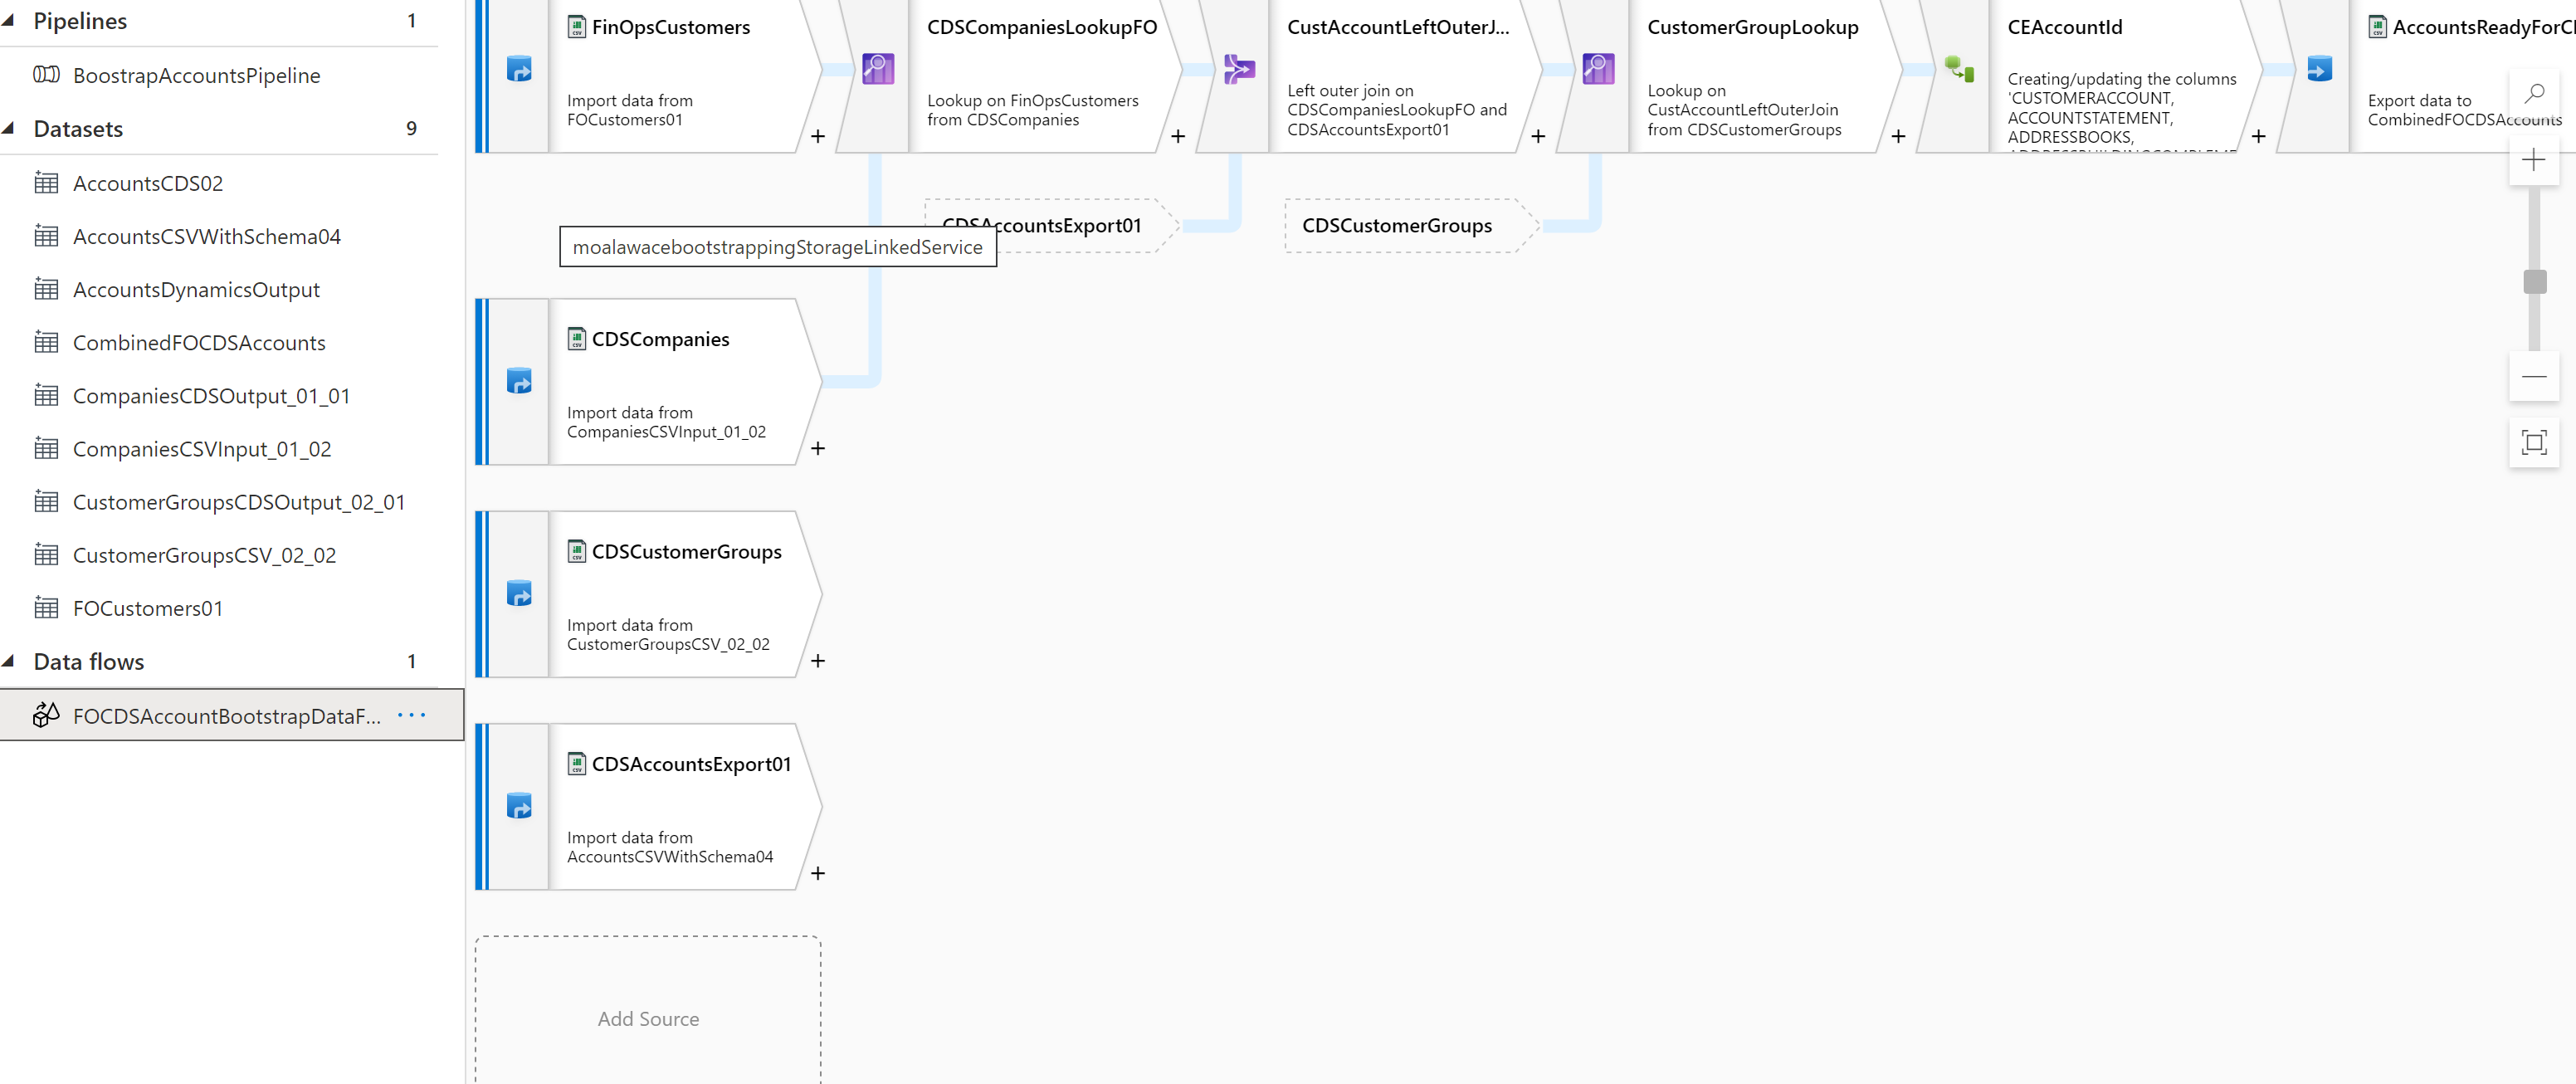 Pipelines 1
BoostrapAccountsPipeline
Datasets 9
AccountsCDS02
AccountsCSVWithSchema04
AccountsDynamicsOutput
CombinedFOCDSAccounts
CompaniesCDSOutput_01_01
CompaniesCSVInput_01_02
CustomerGroupsCDSOutput_02_01
CustomerGroupsCSV_02_02
FOCustomers01
Data flows 1
FOCDSAccountBootstrapDataF...
FinOpsCustomers
Import data from
FOCustomers01
CDSCompaniesLookupFO
Lookup on FinOpsCustomers
from CDSCompanies
CustAccountLeftOuterJ...
Left outer join on
CDSCompaniesLookupFO and
CDSAccountsExport01
CustomerGroupLookup
Lookup on
CustAccountLeftOuterJoin
from CDSCustomerGroups
CEAccountId
Creating/updating the columns
'CUSTOMERACCOUNT,
ACCOUNTSTATEMENT,
ADDRESSBOOKS,
AccountsReadyForC
Export data to
CombinedFOCDSAccounts
CDSAccountsExport01
CDSCustomerGroups
moalawacebootstrappingStorageLinkedService
CDSCompanies
Import data from
CompaniesCSVInput_01_02
CDSCustomerGroups
Import data from
CustomerGroupsCSV_02_02
CDSAccountsExport01
Import data from
AccountsCSVWithSchema04
Add Source